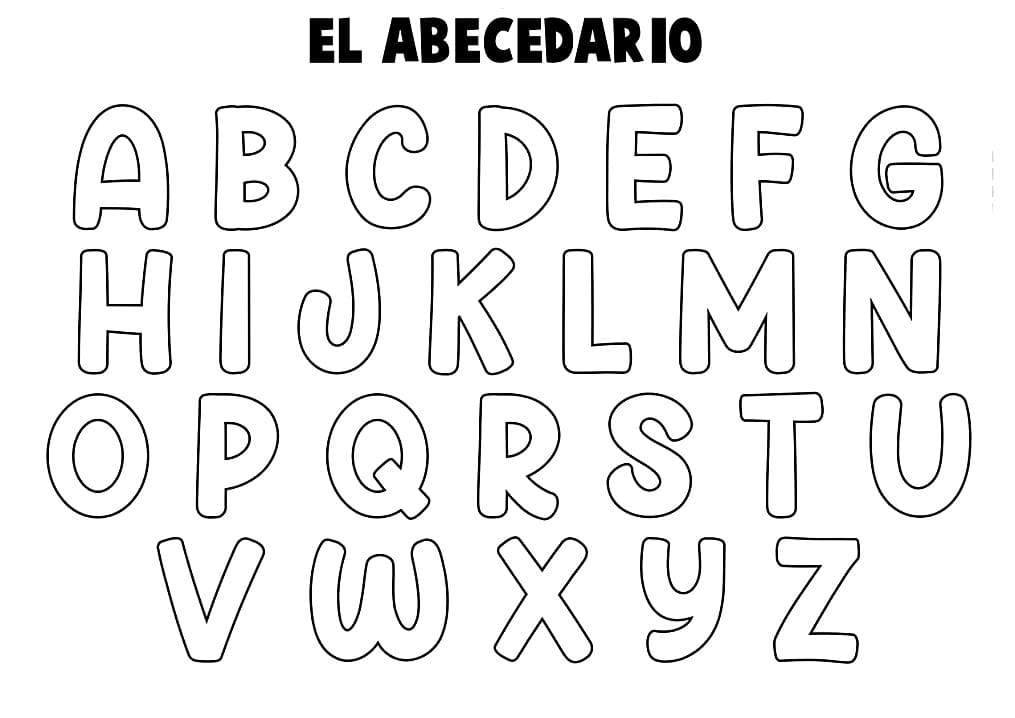 EL ABECEDARIO
A B C D E F G
H I J K L M N
O P Q R S T U
V W X Y Z